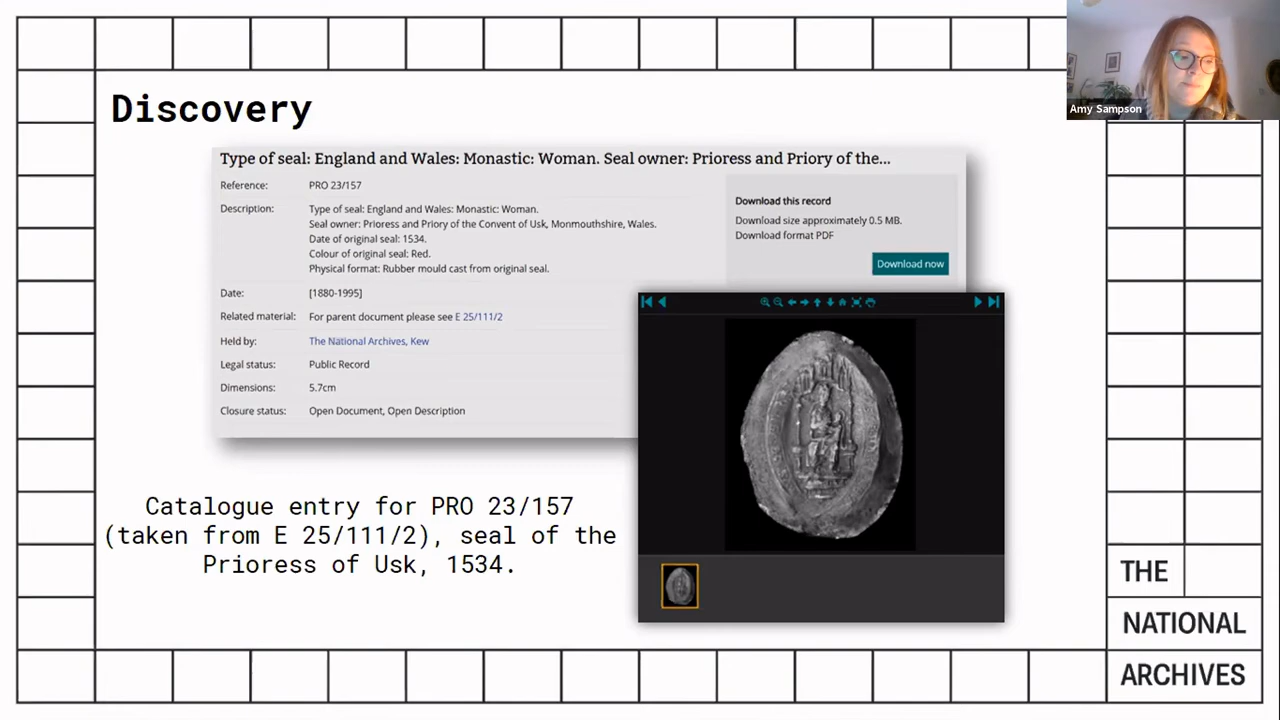 Amy Sampson
Discovery
Type of seal: England and Wales: Monastic: Woman. Seal owner: Prioress and Priory of the...
Reference: PRO 23/157
Description: Type of seal: England and Wales: Monastic: Woman.
Seal owner: Prioress and Priory of the Convent of Usk, Monmouthshire, Wales.
Date of original seal: 1534.
Colour of original seal: Red.
Physical format: Rubber mould cast from original seal.
Date: [1880-1995]
Related material: For parent document please see E 25/111/2
Held by: The National Archives, Kew
Legal status: Public Record
Dimensions: 5.7cm
Closure status: Open Document, Open Description
Download this record
Download size approximately 0.5 MB.
Download format PDF
Download now
Catalogue entry for PRO 23/157
(taken from E 25/111/2), seal of the
Prioress of Usk, 1534.
THE
NATIONAL
ARCHIVES